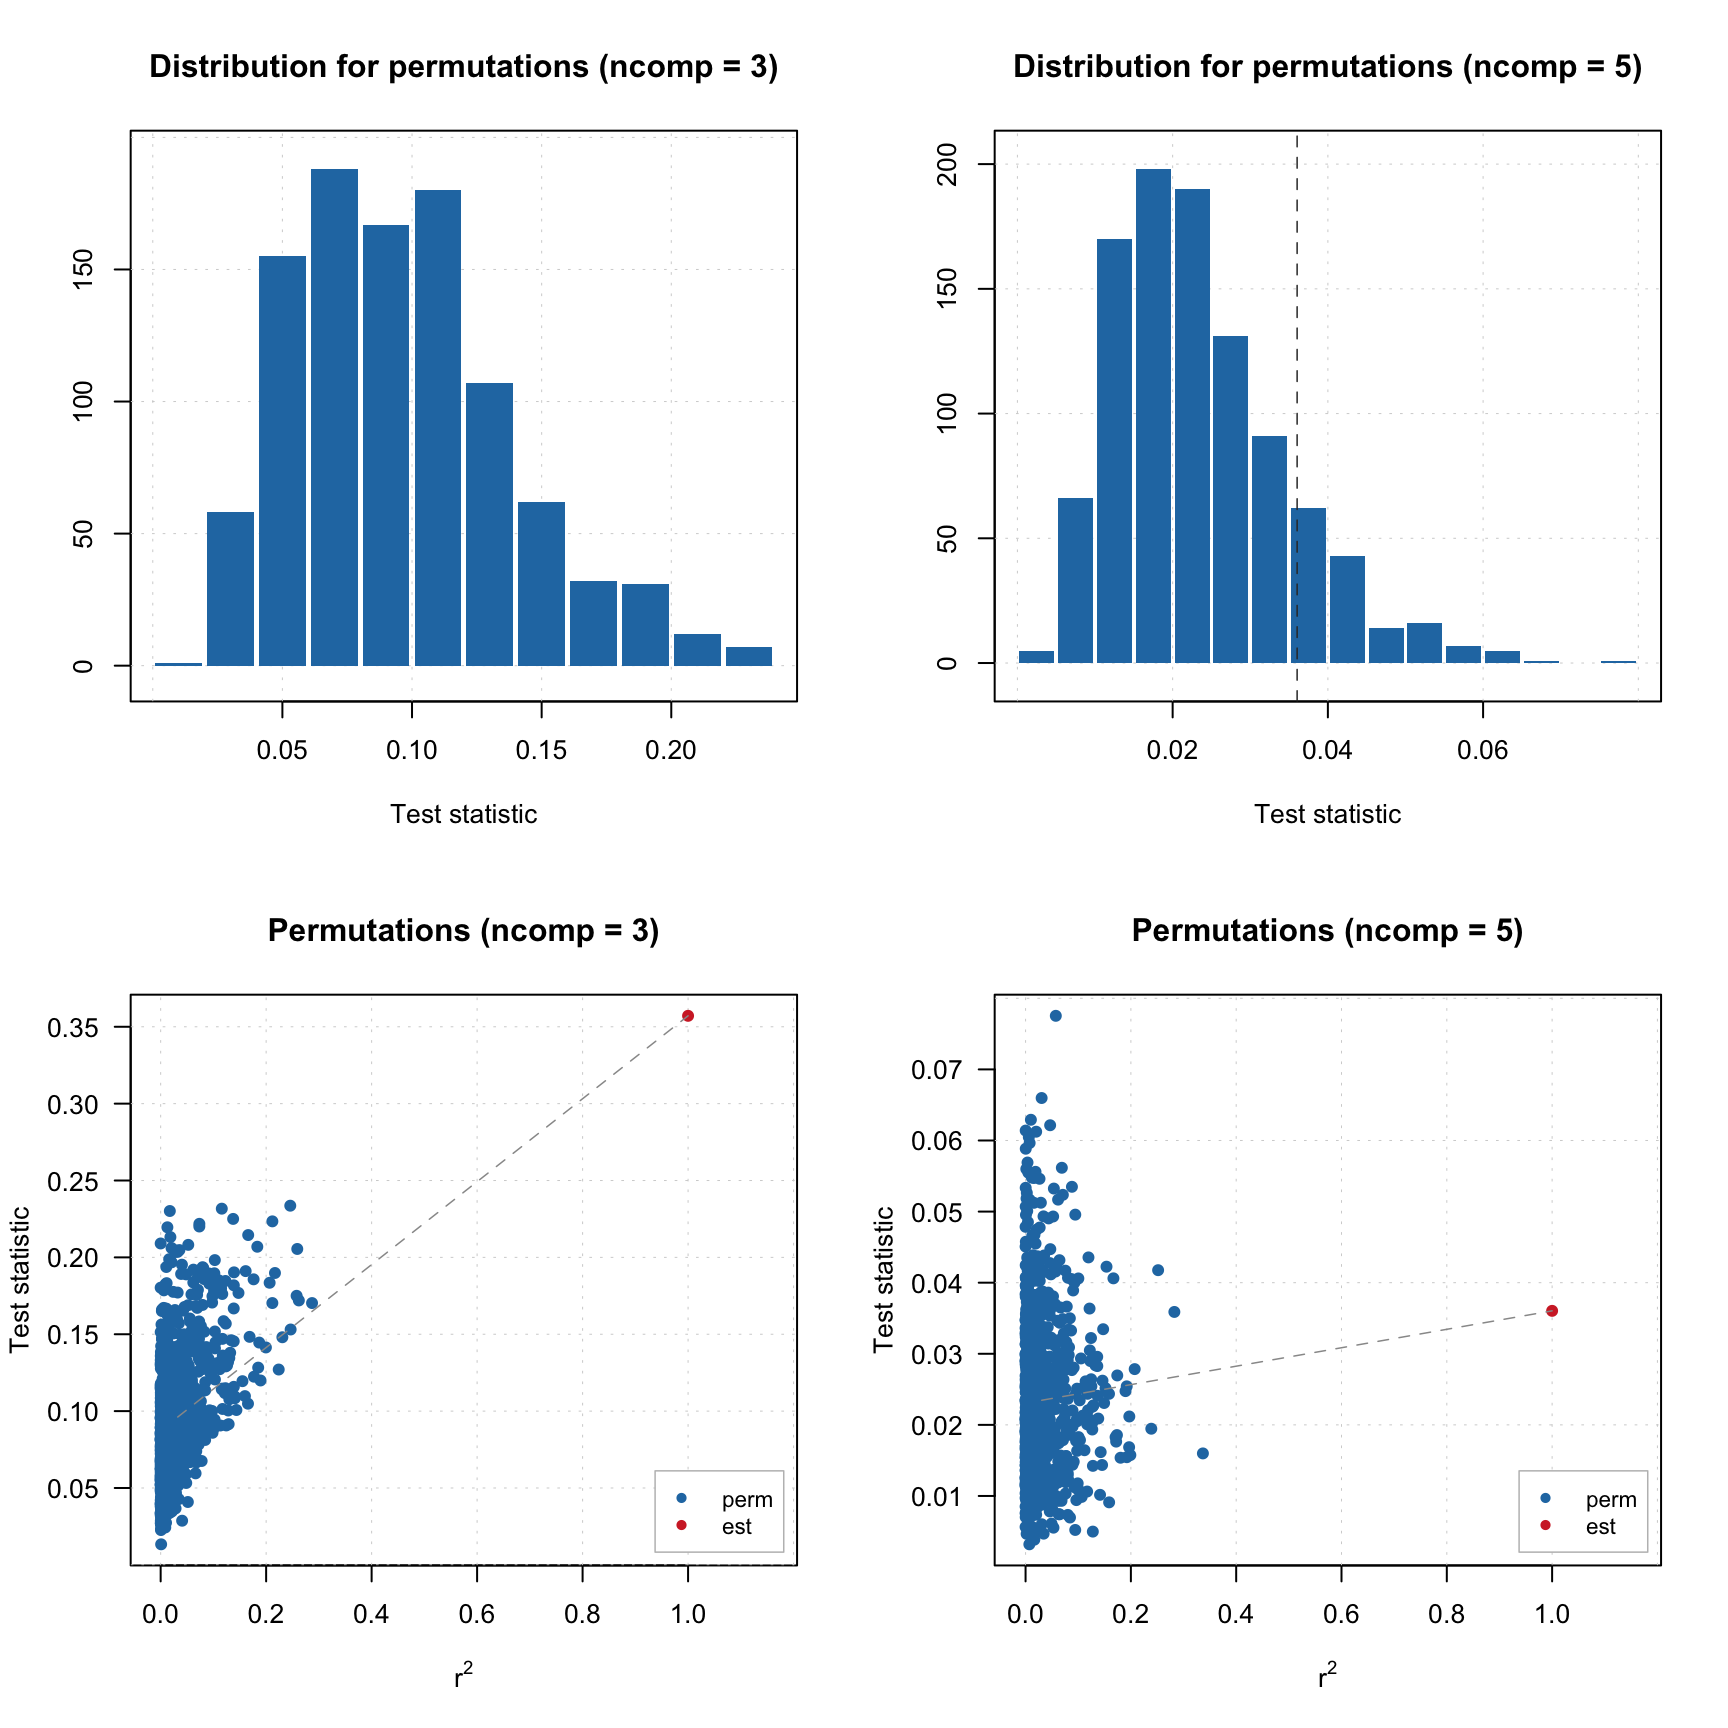 Distribution for permutations (ncomp = 3)
150
100
50
0
0.05 0.10 0.15 0.20
Test statistic
Distribution for permutations (ncomp = 5)
200
150
100
50
0
0.02 0.04 0.06
Test statistic
Permutations (ncomp = 3)
Test statistic
0.35
0.30
0.25
0.20
0.15
0.10
0.05
perm
est
0.0 0.2 0.4 0.6 0.8 1.0
r²
Permutations (ncomp = 5)
Test statistic
0.07
0.06
0.05
0.04
0.03
0.02
0.01
perm
est
0.0 0.2 0.4 0.6 0.8 1.0
r²